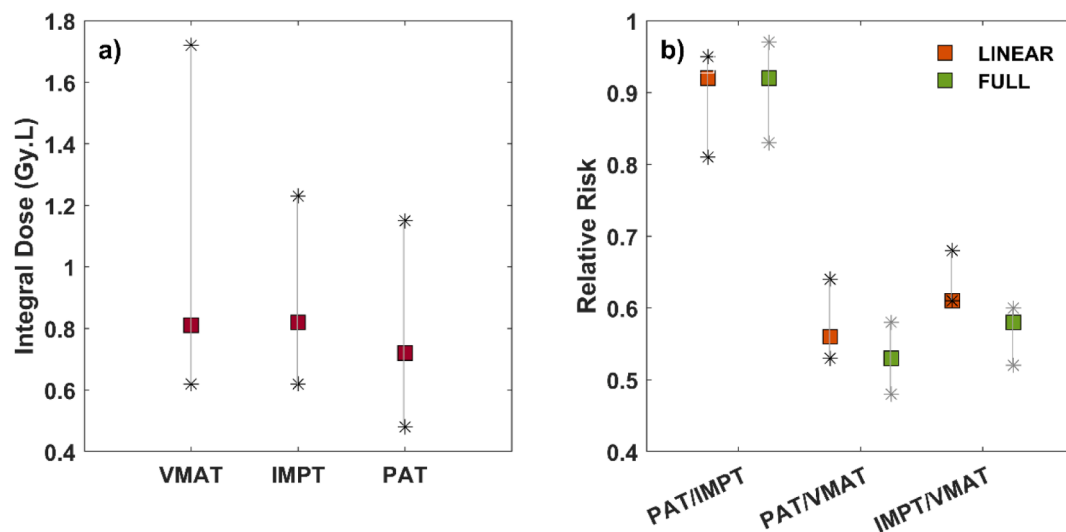 a)
Integral Dose (Gy.L)
1.8
1.6
1.4
1.2
1
0.8
0.6
0.4
VMAT IMPT PAT
b)
LINEAR
FULL
Relative Risk
1
0.9
0.8
0.7
0.6
0.5
0.4
PAT/IMPT PAT/VMAT IMPT/VMAT